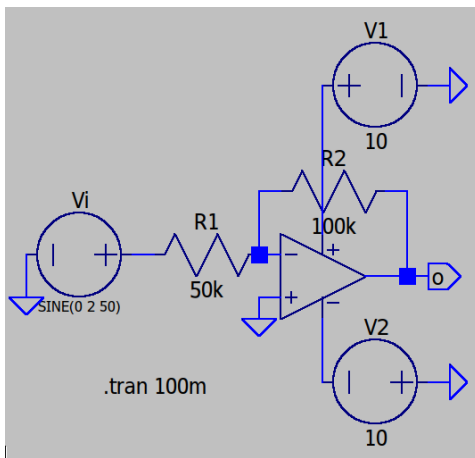 V1
+
10
R2
100k
Vi
+
SINE(0 2 50)
R1
50k
−
+
+
−
o
V2
+
10
.tran 100m